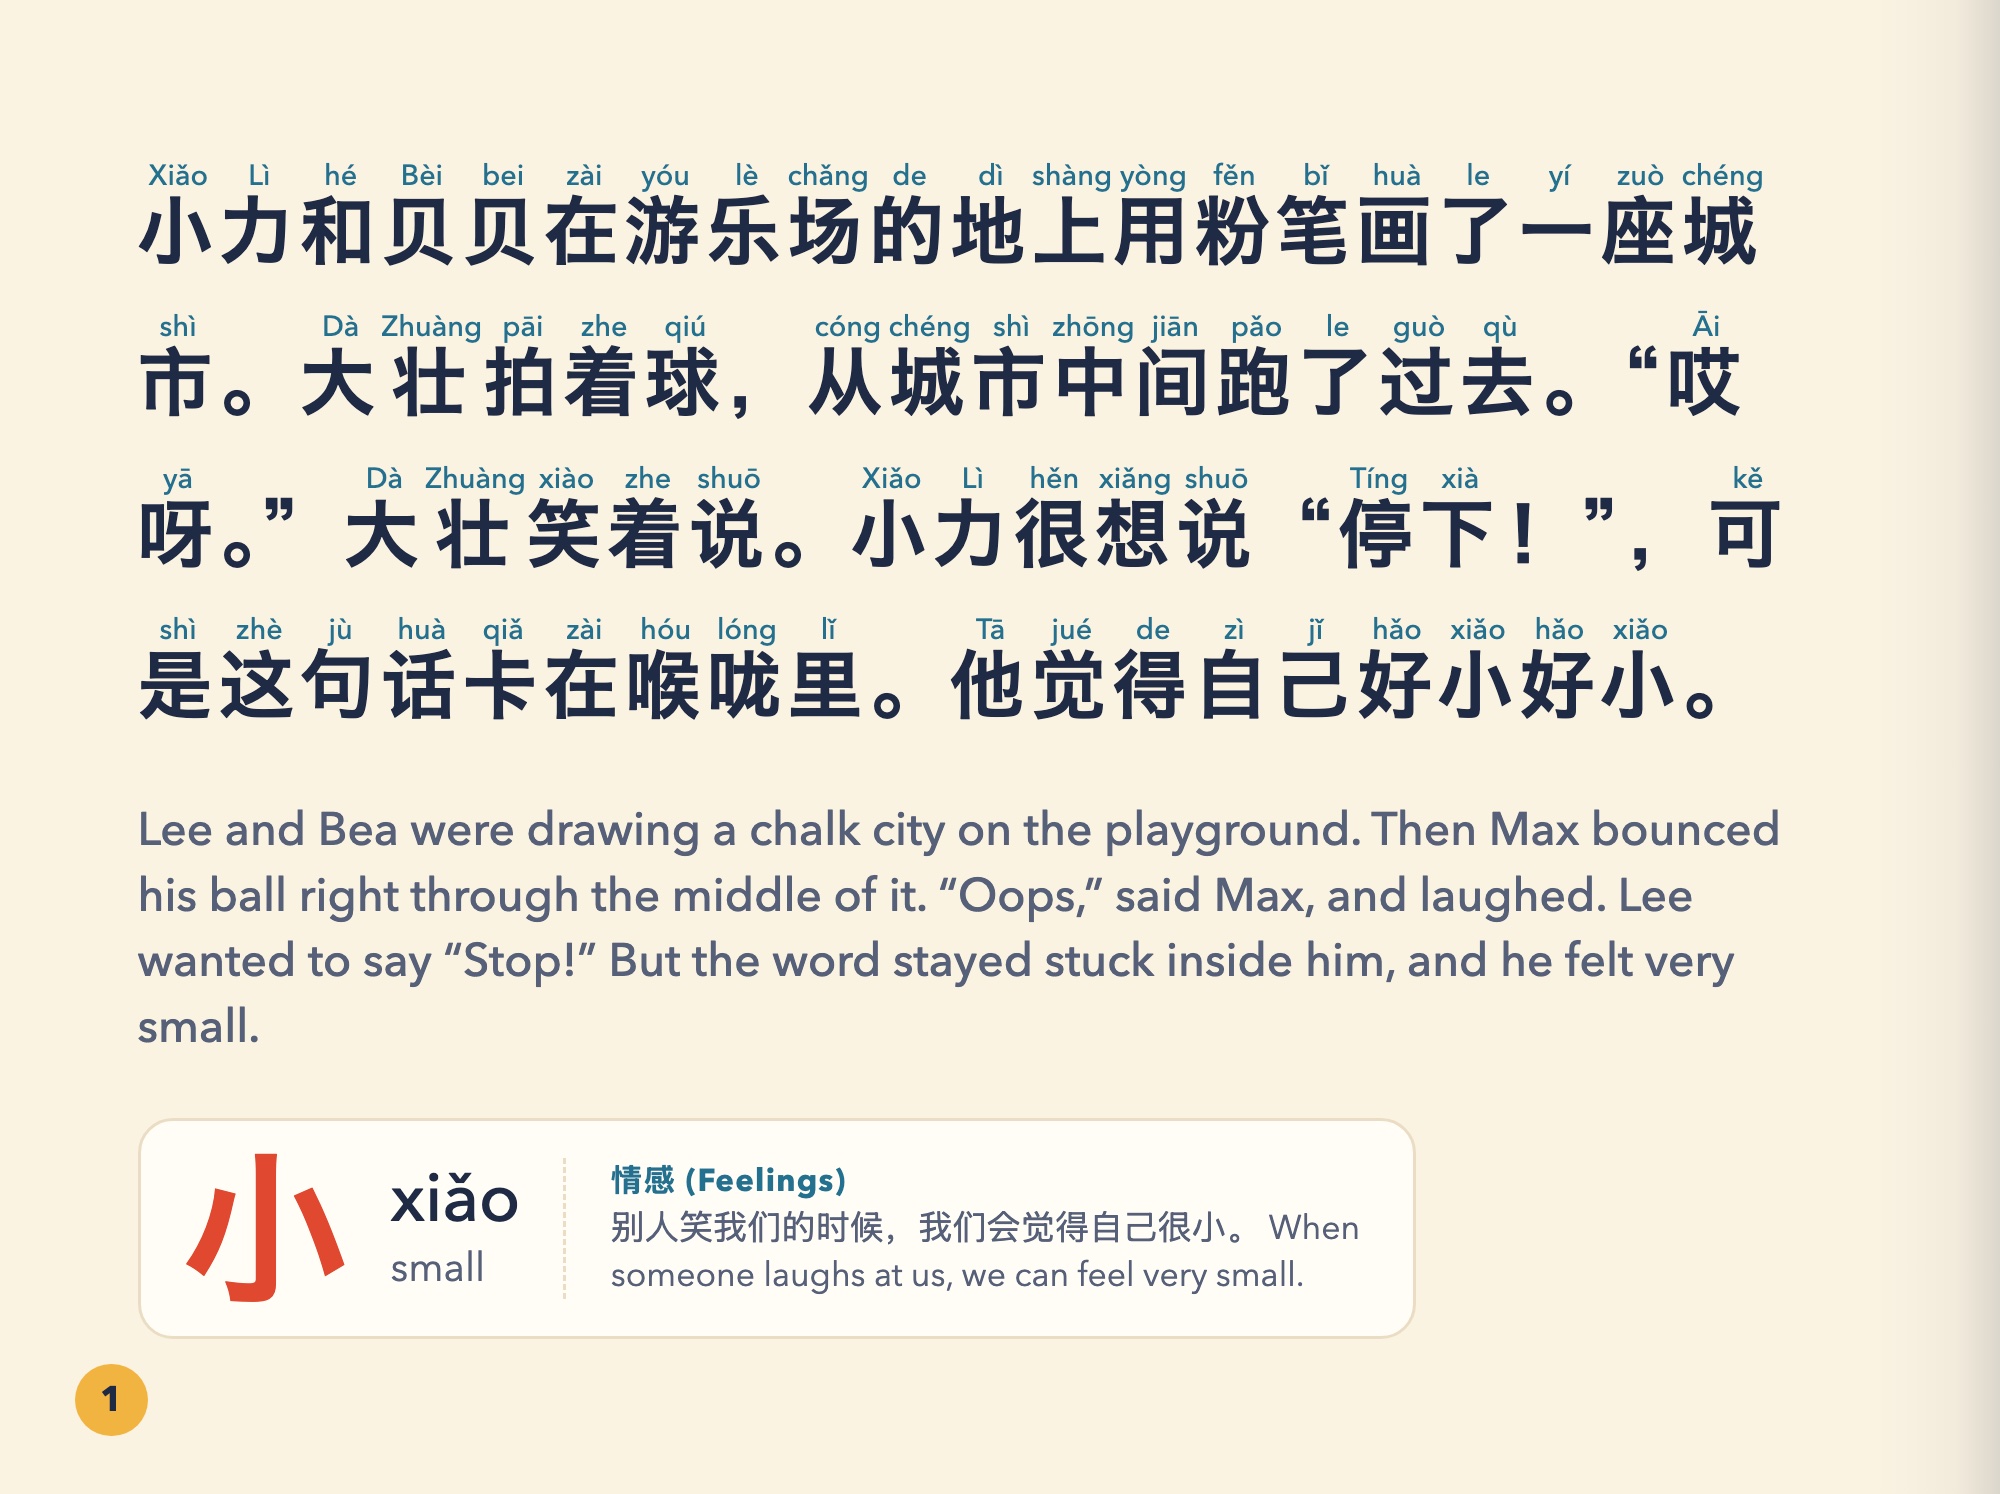 Xiǎo Lì hé Bèi bei zài yóu lè chǎng de dì shàng yòng fěn bǐ huà le yí zuò chéng
小力和贝贝在游乐场的地上用粉笔画了一座城
shì Dà Zhuàng pāi zhe qiú cóng chéng shì zhōng jiān pǎo le guò qù Āi
市。大壮拍着球，从城市中间跑了过去。“哎
yā Dà Zhuàng xiào zhe shuō Xiǎo Lì hěn xiǎng shuō Tíng xià kě
呀。”大壮笑着说。小力很想说“停下！”，可
shì zhè jù huà qiǎ zài hóu lóng lǐ Tā jué de zì jǐ hǎo xiǎo hǎo xiǎo
是这句话卡在喉咙里。他觉得自己好小好小。
Lee and Bea were drawing a chalk city on the playground. Then Max bounced
his ball right through the middle of it. “Oops,” said Max, and laughed. Lee
wanted to say “Stop!” But the word stayed stuck inside him, and he felt very
small.
小
xiǎo
small
情感 (Feelings)
别人笑我们的时候，我们会觉得自己很小。 When
someone laughs at us, we can feel very small.
1